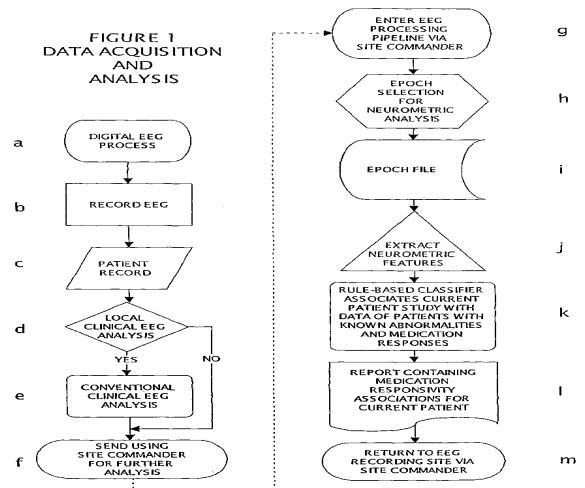 FIGURE 1
DATA ACQUISITION
AND
ANALYSIS
a
DIGITAL EEG
PROCESS
b
RECORD EEG
c
PATIENT
RECORD
d
LOCAL
CLINICAL EEG
ANALYSIS
YES
NO
e
CONVENTIONAL
CLINICAL EEG
ANALYSIS
f
SEND USING
SITE COMMANDER
FOR FURTHER
ANALYSIS
ENTER EEG
PROCESSING
PIPELINE VIA
SITE COMMANDER
g
EPOCH
SELECTION
FOR
NEUROMETRIC
ANALYSIS
h
EPOCH FILE
i
EXTRACT
NEUROMETRIC
FEATURES
j
RULE-BASED CLASSIFIER
ASSOCIATES CURRENT
PATIENT STUDY WITH
DATA OF PATIENTS WITH
KNOWN ABNORMALITIES
AND MEDICATION
RESPONSES
k
REPORT CONTAINING
MEDICATION
RESPONSIVITY
ASSOCIATIONS FOR
CURRENT PATIENT
l
RETURN TO EEG
RECORDING SITE VIA
SITE COMMANDER
m